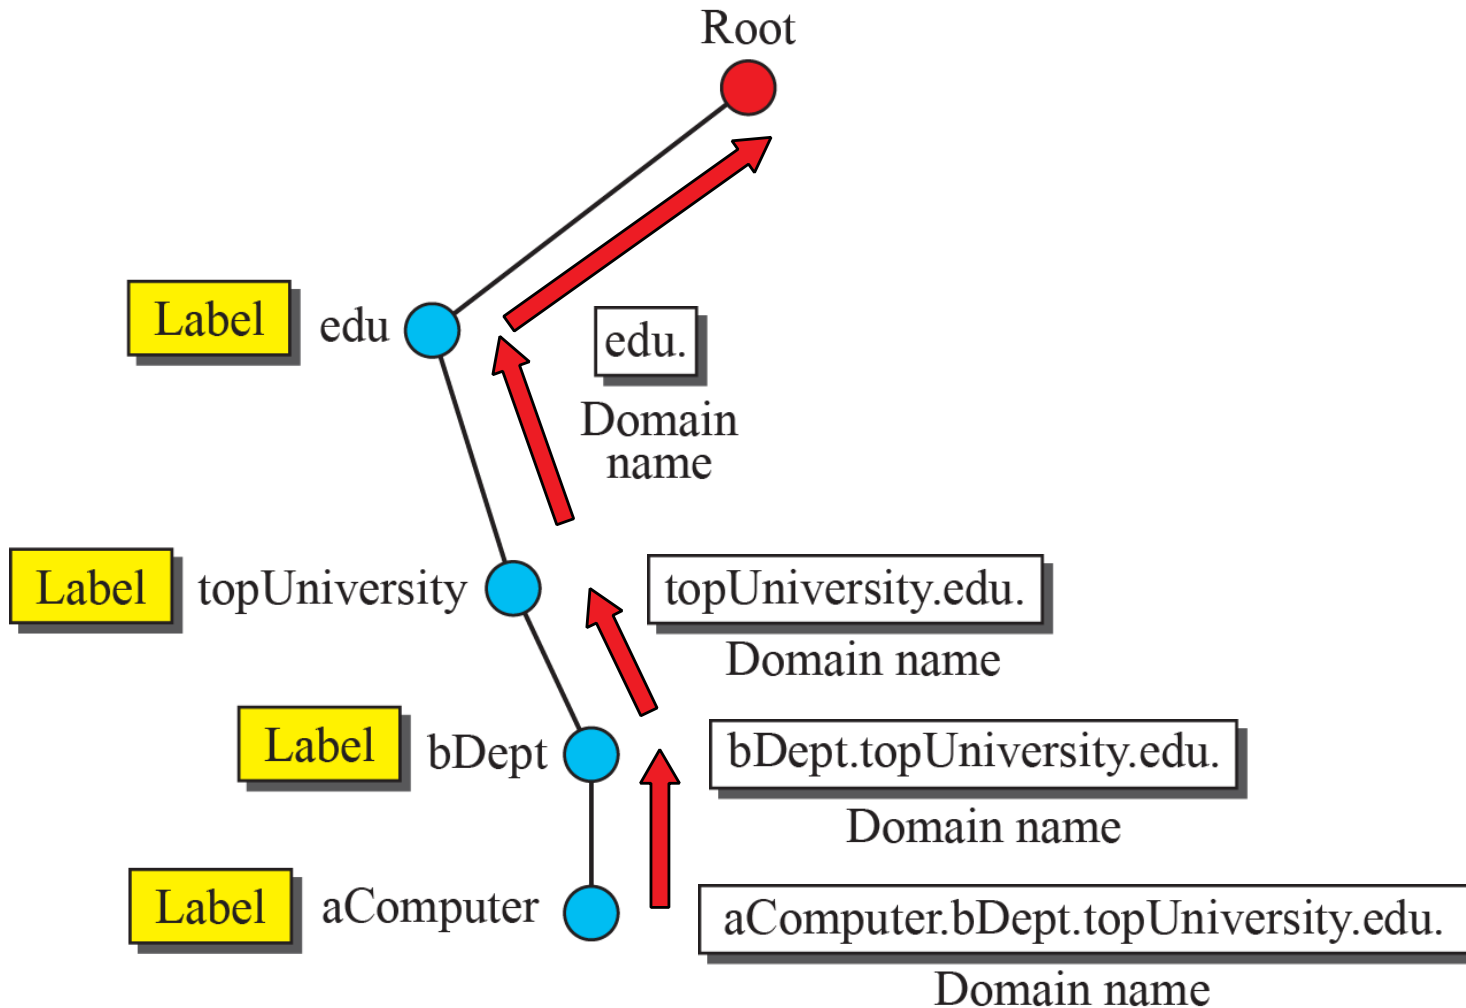 Root
Label edu
edu.
Domain
name
Label topUniversity
topUniversity.edu.
Domain name
Label bDept
bDept.topUniversity.edu.
Domain name
Label aComputer
aComputer.bDept.topUniversity.edu.
Domain name